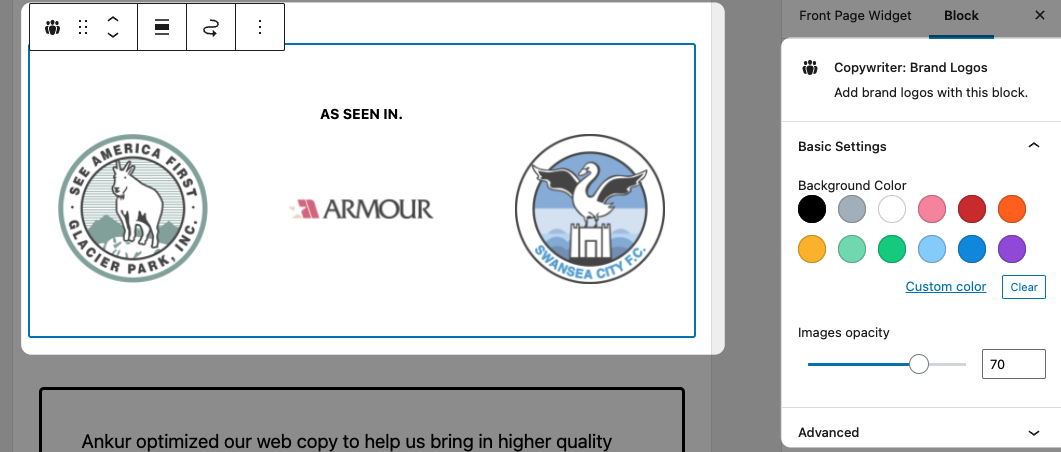 Front Page Widget
Block
AS SEEN IN.
SEE AMERICA FIRST
GLACIER PARK, INC.
ARMOUR
SWANSEA CITY F.C.
Ankur optimized our web copy to help us bring in higher quality
Copywriter: Brand Logos
Add brand logos with this block.
Basic Settings
Background Color
Custom color
Clear
Images opacity
70
Advanced